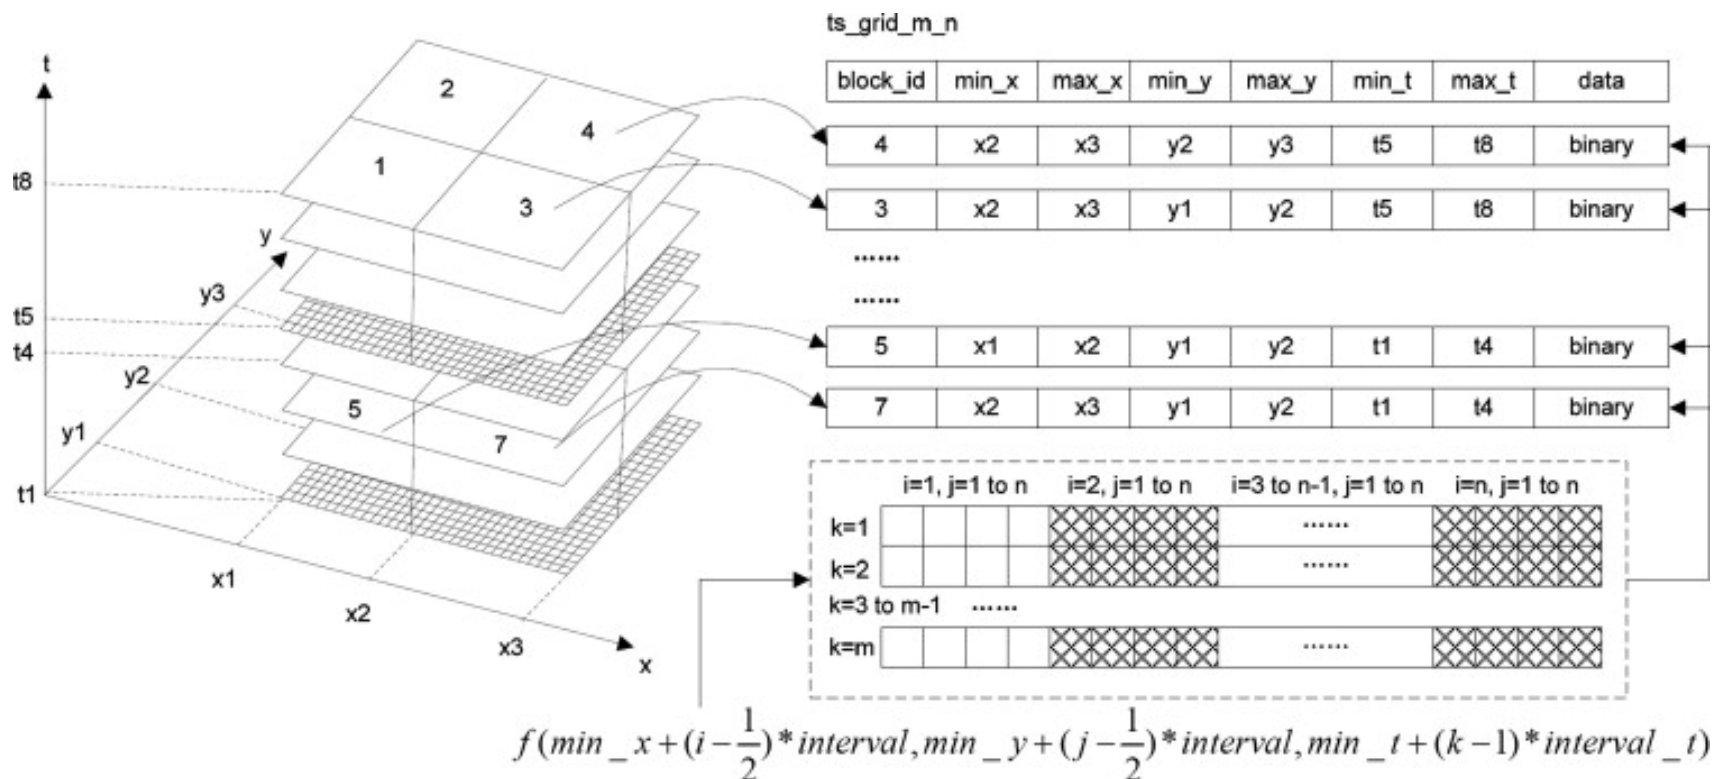 ts_grid_m_n
block_id min_x max_x min_y max_y min_t max_t data
4 x2 x3 y2 y3 t5 t8 binary
3 x2 x3 y1 y2 t5 t8 binary
......
......
5 x1 x2 y1 y2 t1 t4 binary
7 x2 x3 y1 y2 t1 t4 binary
t
2
4
1
3
t8
y
y3
t5
t4
y2
5
7
y1
t1
x1
x2
x3
x
i=1, j=1 to n i=2, j=1 to n i=3 to n-1, j=1 to n i=n, j=1 to n
k=1 ......
k=2 ......
k=3 to m-1 ......
k=m ......
f(min_x+(i-1/2)*interval,min_y+(j-1/2)*interval,min_t+(k-1)*interval_t)